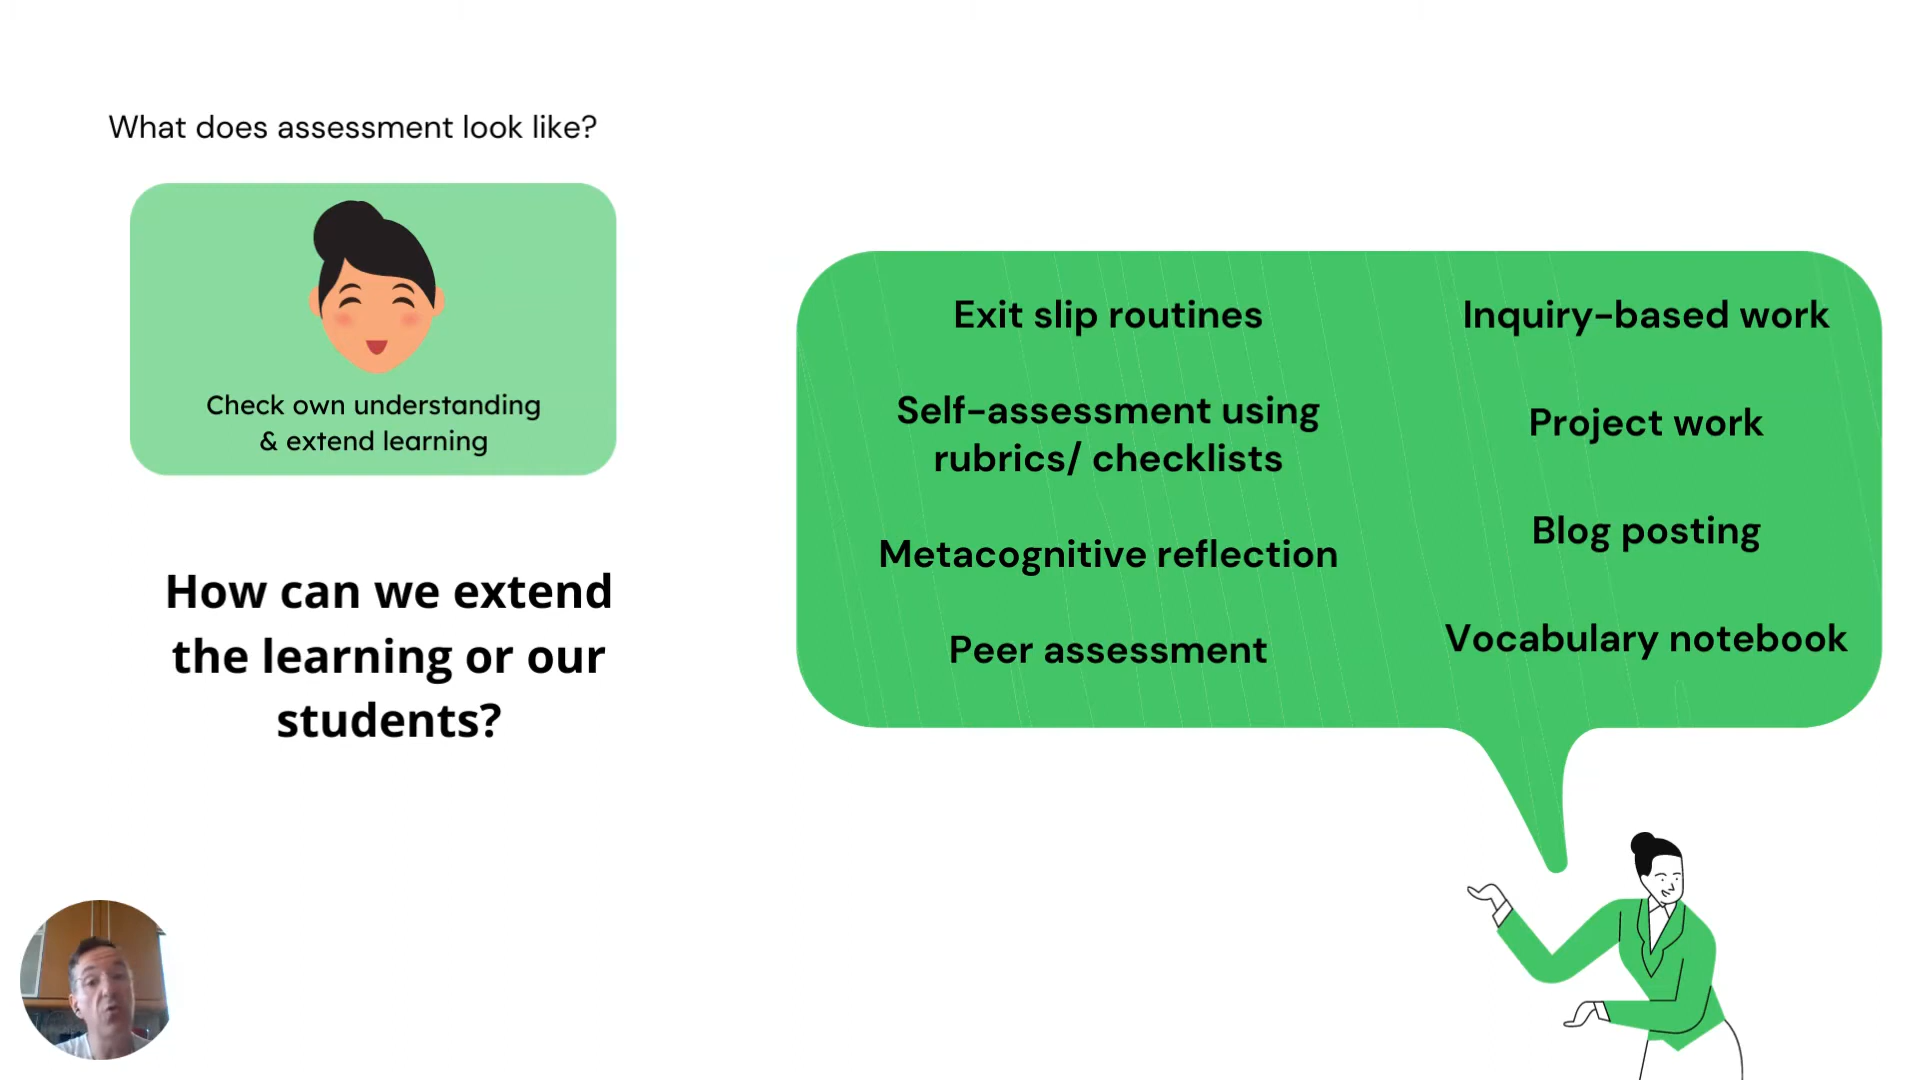 What does assessment look like?
Check own understanding
& extend learning
How can we extend
the learning or our
students?
Exit slip routines
Self-assessment using
rubrics/ checklists
Metacognitive reflection
Peer assessment
Inquiry-based work
Project work
Blog posting
Vocabulary notebook